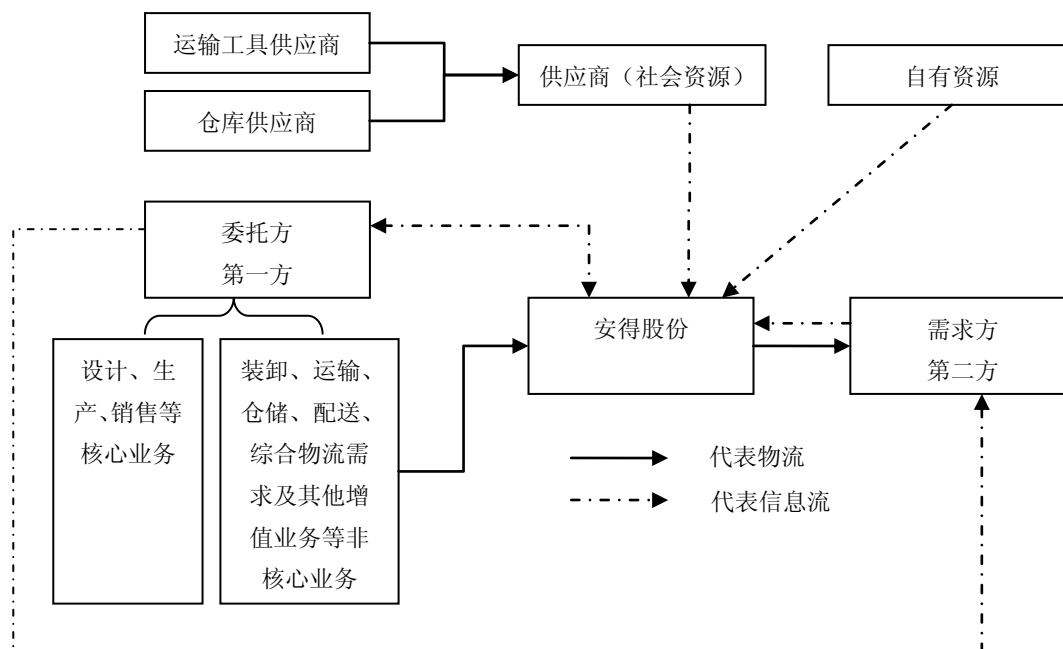 运输工具供应商
供应商（社会资源）
自有资源
仓库供应商
委托方
第一方
安得股份
需求方
第二方
设计、生
产、销售等
核心业务
装卸、运输、
仓储、配送、
综合物流需
求及其他增
值业务等非
核心业务
代表物流
代表信息流